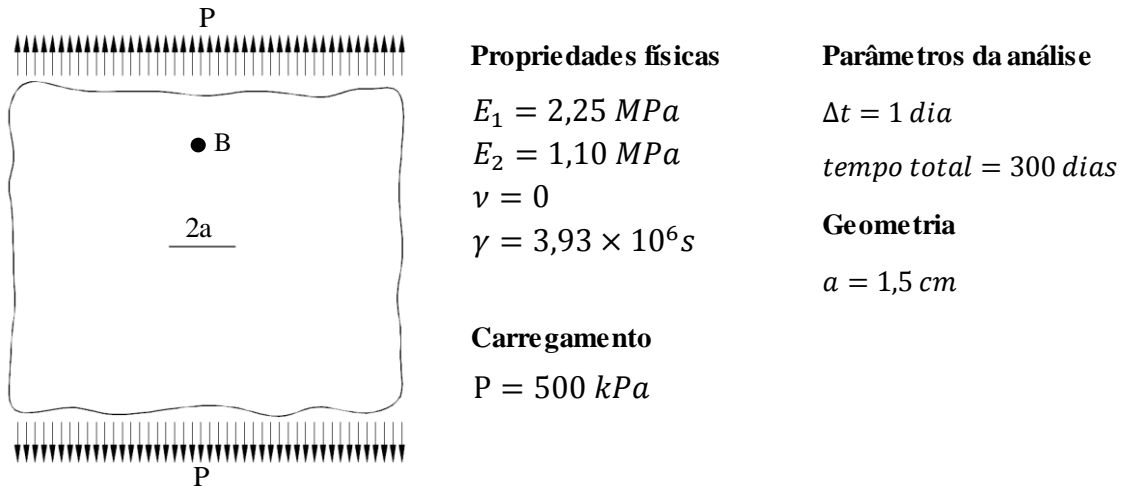 P
B
2a
P
Propriedades físicas
E₁ = 2,25 MPa
E₂ = 1,10 MPa
ν = 0
γ = 3,93 × 10⁶s
Carregamento
P = 500 kPa
Parâmetros da análise
Δt = 1 dia
tempo total = 300 dias
Geometria
a = 1,5 cm